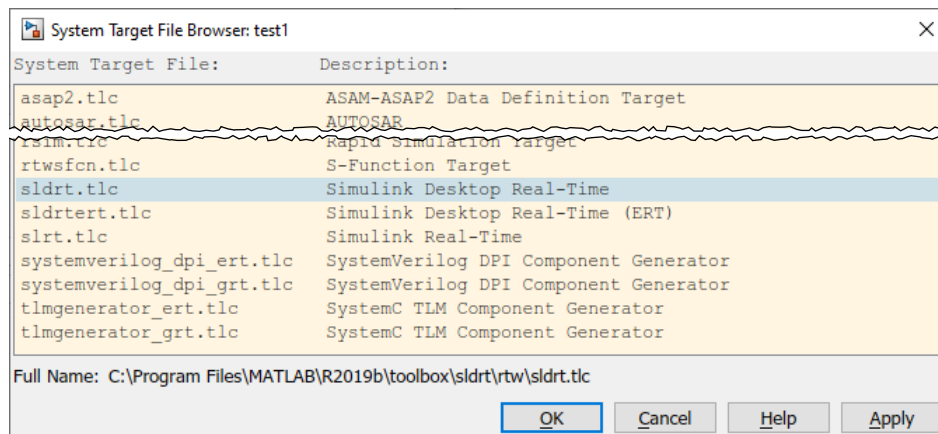 System Target File Browser: test1
System Target File: Description:
asap2.tlc ASAM-ASAP2 Data Definition Target
autosar.tlc AUTOSAR
rsim.tlc Rapid Simulation Target
rtwsfcn.tlc S-Function Target
sldrt.tlc Simulink Desktop Real-Time
sldrtert.tlc Simulink Desktop Real-Time (ERT)
slrt.tlc Simulink Real-Time
systemverilog_dpi_ert.tlc SystemVerilog DPI Component Generator
systemverilog_dpi_grt.tlc SystemVerilog DPI Component Generator
tlmgenerator_ert.tlc SystemC TLM Component Generator
tlmgenerator_grt.tlc SystemC TLM Component Generator
Full Name: C:\Program Files\MATLAB\R2019b\toolbox\sldrt\rtw\sldrt.tlc
OK Cancel Help Apply